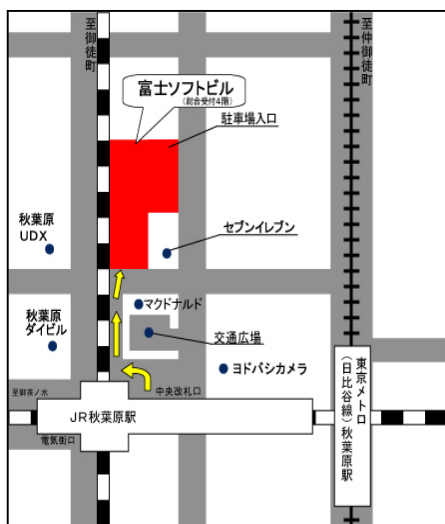 至御徒町
至仲御徒町
富士ソフトビル
(総合受付4階)
駐車場入口
セブンイレブン
秋葉原
UDX
マクドナルド
秋葉原
ダイビル
交通広場
ヨドバシカメラ
至御茶ノ水
中央改札口
JR秋葉原駅
電気街口
東京メトロ
(日比谷線)秋葉原駅